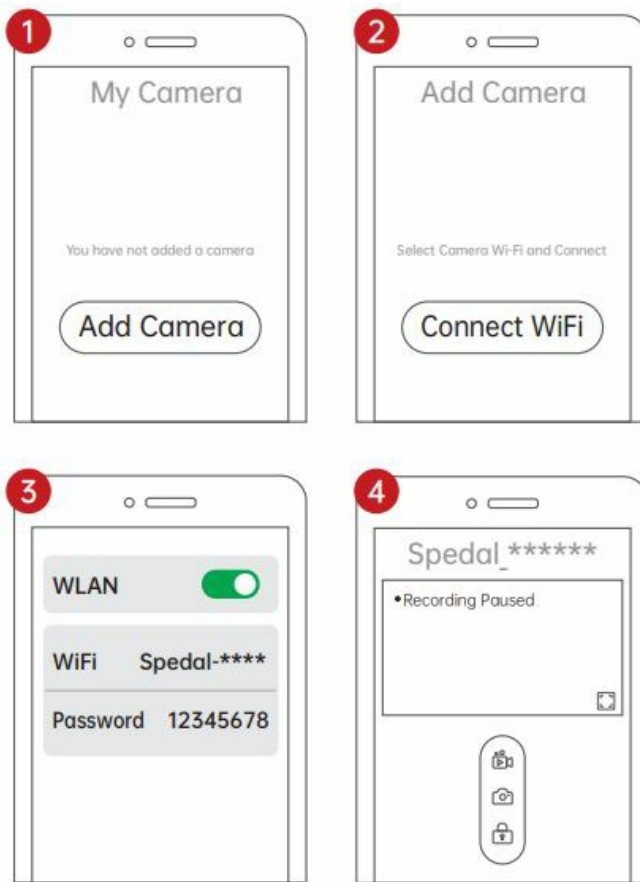 1
My Camera
You have not added a camera
Add Camera
2
Add Camera
Select Camera Wi-Fi and Connect
Connect WiFi
3
WLAN
WiFi Spedal-****
Password 12345678
4
Spedal_******
•Recording Paused